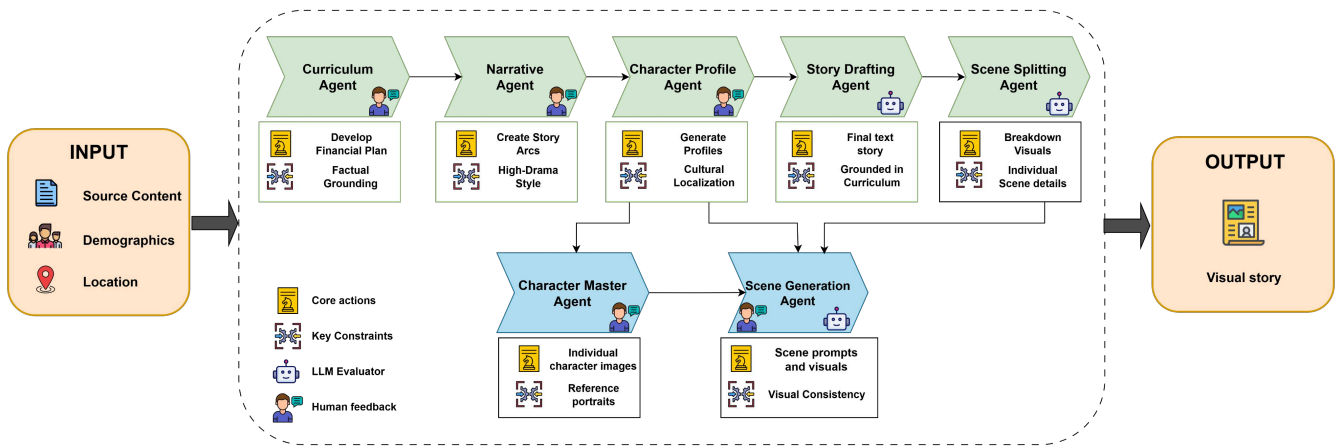 INPUT
Source Content
Demographics
Location
Curriculum
Agent
Narrative
Agent
Character Profile
Agent
Story Drafting
Agent
Scene Splitting
Agent
Develop
Financial Plan
Factual
Grounding
Create Story
Arcs
High-Drama
Style
Generate
Profiles
Cultural
Localization
Final text
story
Grounded in
Curriculum
Breakdown
Visuals
Individual
Scene details
Character Master
Agent
Scene Generation
Agent
Individual
character images
Reference
portraits
Scene prompts
and visuals
Visual Consistency
Core actions
Key Constraints
LLM Evaluator
Human feedback
OUTPUT
Visual story